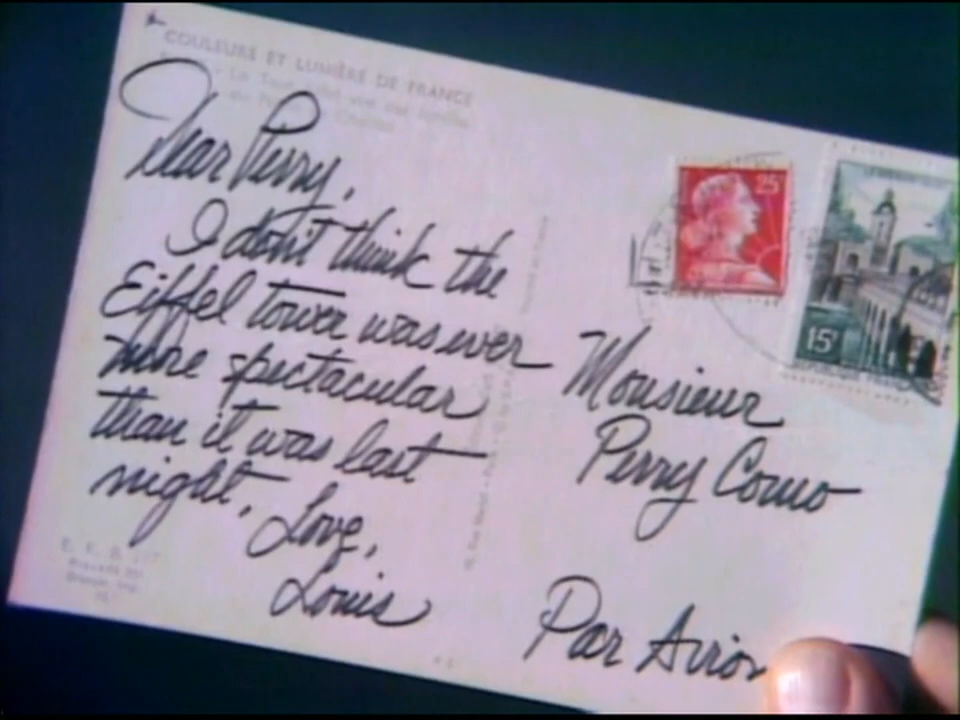 COULEURS ET LUMIÈRE DE FRANCE
Dear Perry,
I don't think the
Eiffel tower was ever
more spectacular
than it was last
night,
Love,
Louis
25
15F
Monsieur
Perry Como
Par Avion